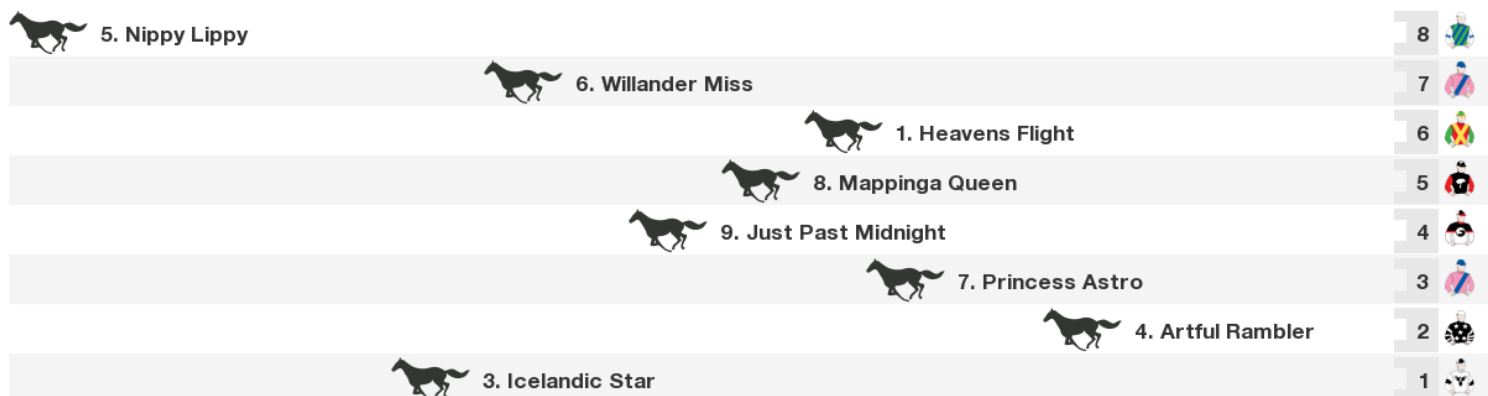 5. Nippy Lippy 8
6. Willander Miss 7
1. Heavens Flight 6
8. Mappinga Queen 5
9. Just Past Midnight 4
7. Princess Astro 3
4. Artful Rambler 2
3. Icelandic Star 1